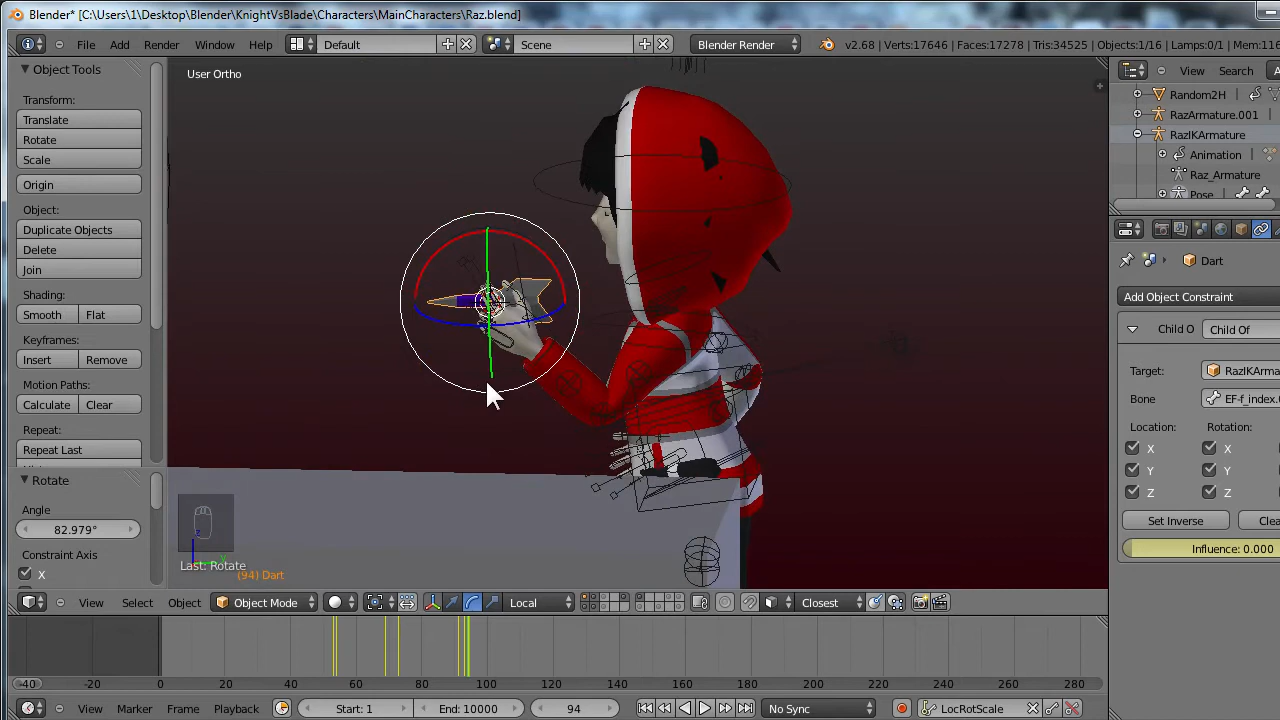 Blender* [C:\Users\1\Desktop\Blender\KnightVsBlade\Characters\MainCharacters\Raz.blend]
File Add Render Window Help Default Scene Blender Render v2.68 | Verts:17646 | Faces:17278 | Tris:34525 | Objects:1/16 | Lamps:0/1 | Mem:116
Object Tools
User Ortho
View Search
Transform:
Translate
Rotate
Scale
Origin
Object:
Duplicate Objects
Delete
Join
Shading:
Smooth Flat
Keyframes:
Insert Remove
Motion Paths:
Calculate Clear
Repeat:
Repeat Last
Rotate
Angle
82.979°
Constraint Axis
X
Last: Rotate
(94) Dart
Random2H
RazArmature.001
RazIKArmature
Animation
Raz_Armature
Pose
Dart
Add Object Constraint
Child O Child Of
Target: RazIKArmatu
Bone EF-f_index.
Location: Rotation:
X X
Y Y
Z Z
Set Inverse Clea
Influence: 0.000
View Select Object Object Mode Local Closest
-40 -20 0 20 40 60 80 100 120 140 160 180 200 220 240 260 280
View Marker Frame Playback Start: 1 End: 10000 94 No Sync LocRotScale